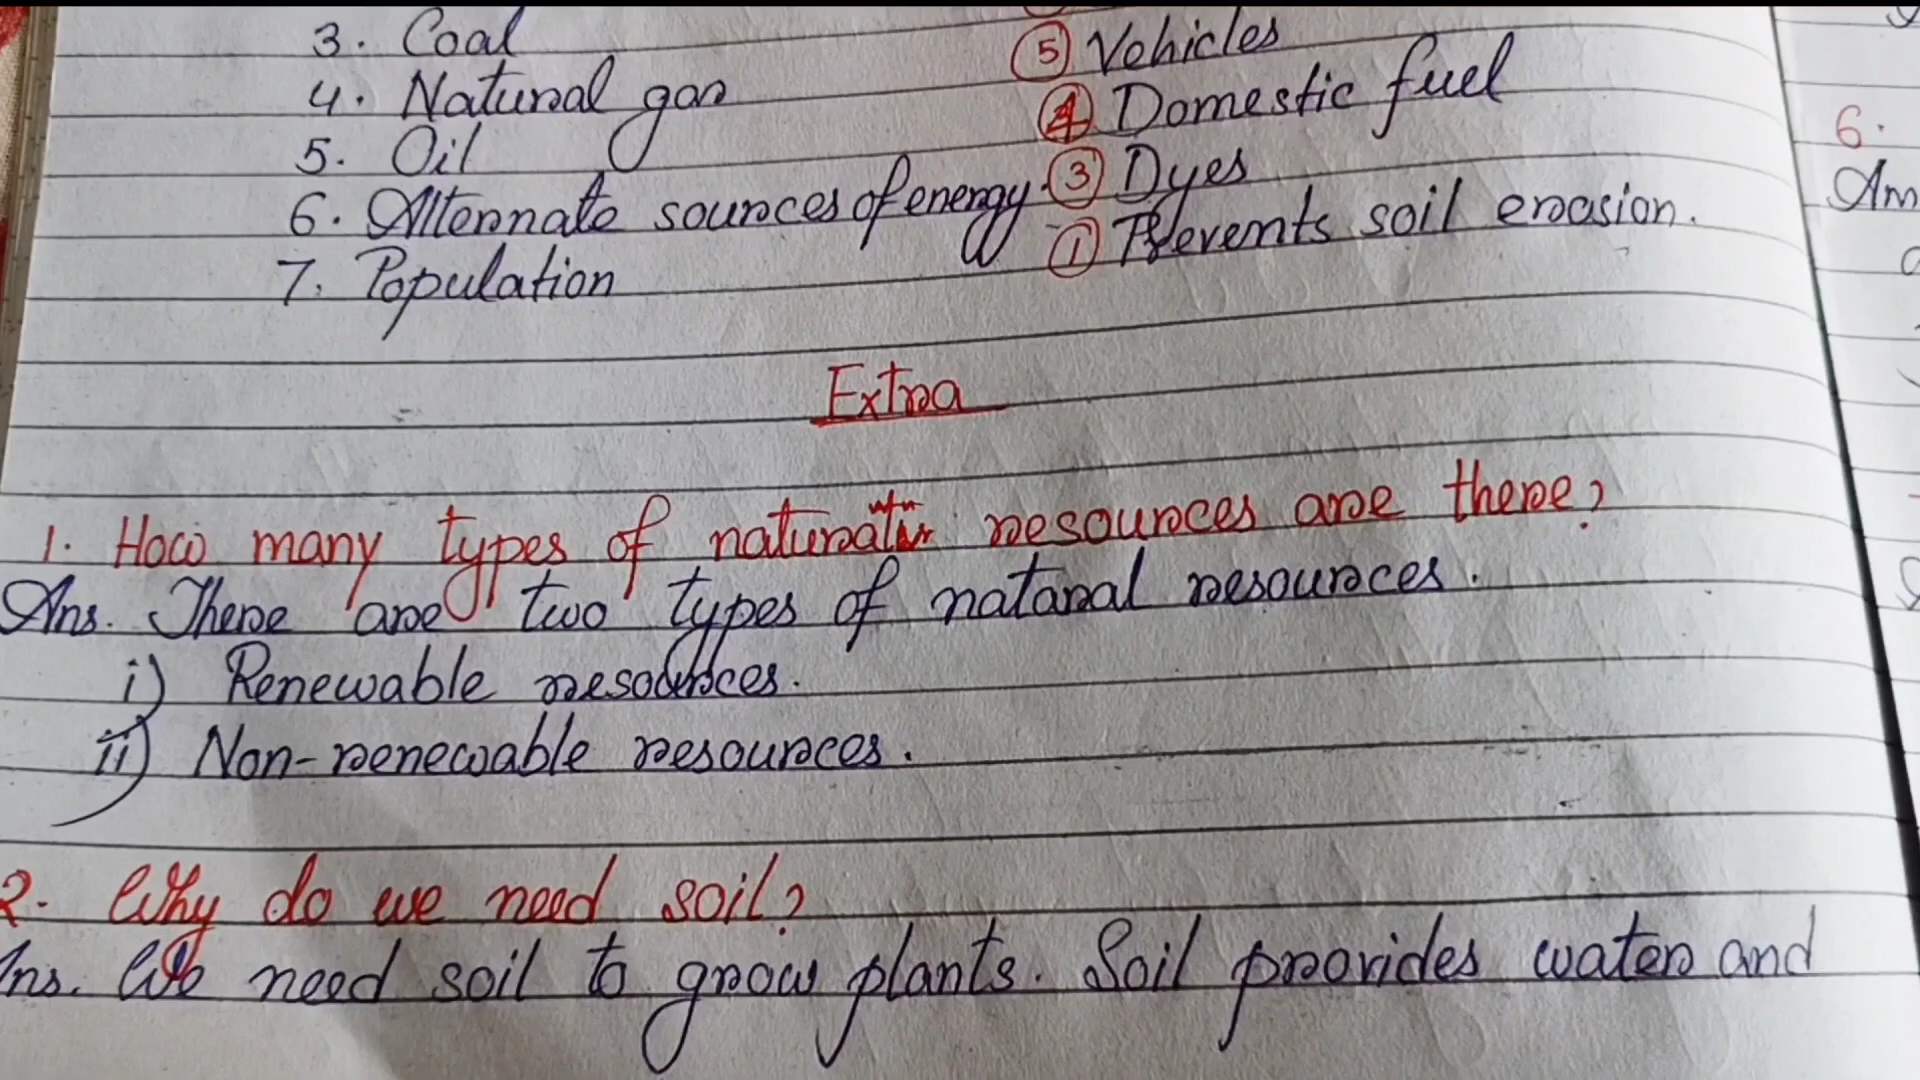 3. Coal ⑤ Vehicles
4. Natural gas ④ Domestic fuel
5. Oil ③ Dyes
6. Alternate sources of energy. ① Prevents soil erosion.
7. Population
Extra
1. How many types of natural resources are there?
Ans. There are two types of nataral resources.
i) Renewable resources.
ii) Non-renewable resources.
2. Why do we need soil?
Ans. We need soil to grow plants. Soil provides water and
6.